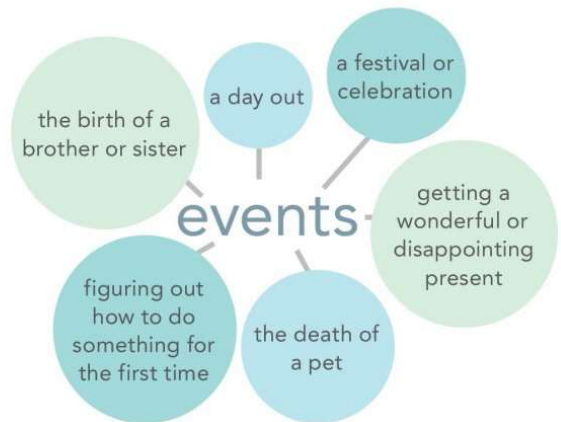 a festival or
celebration
a day out
the birth of a
brother or sister
events
getting a
wonderful or
disappointing
present
figuring out
how to do
something for
the first time
the death of
a pet